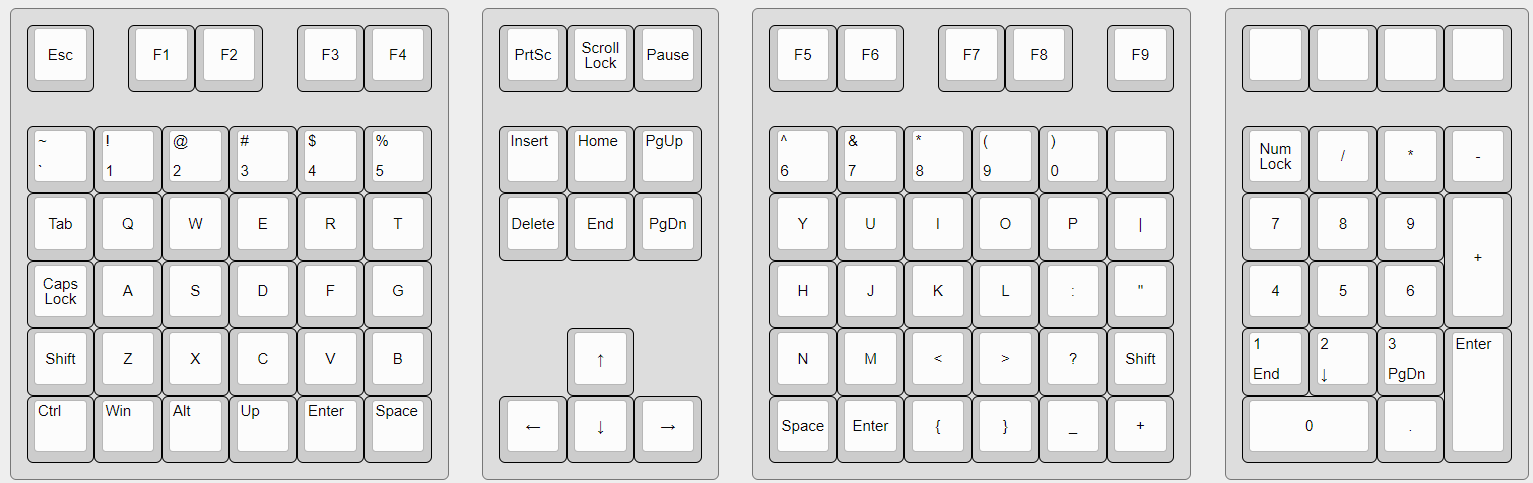 Esc F1 F2 F3 F4
~ ! @ # $ %
` 1 2 3 4 5
Tab Q W E R T
Caps Lock A S D F G
Shift Z X C V B
Ctrl Win Alt Up Enter Space
PrtSc Scroll Lock Pause
Insert Home PgUp
Delete End PgDn
↑
← ↓ →
F5 F6 F7 F8 F9
^ & * ( )
6 7 8 9 0
Y U I O P |
H J K L : "
N M < > ? Shift
Space Enter { } _ +
Num Lock / * -
7 8 9 +
4 5 6
1 2 3 Enter
End ↓ PgDn
0 .